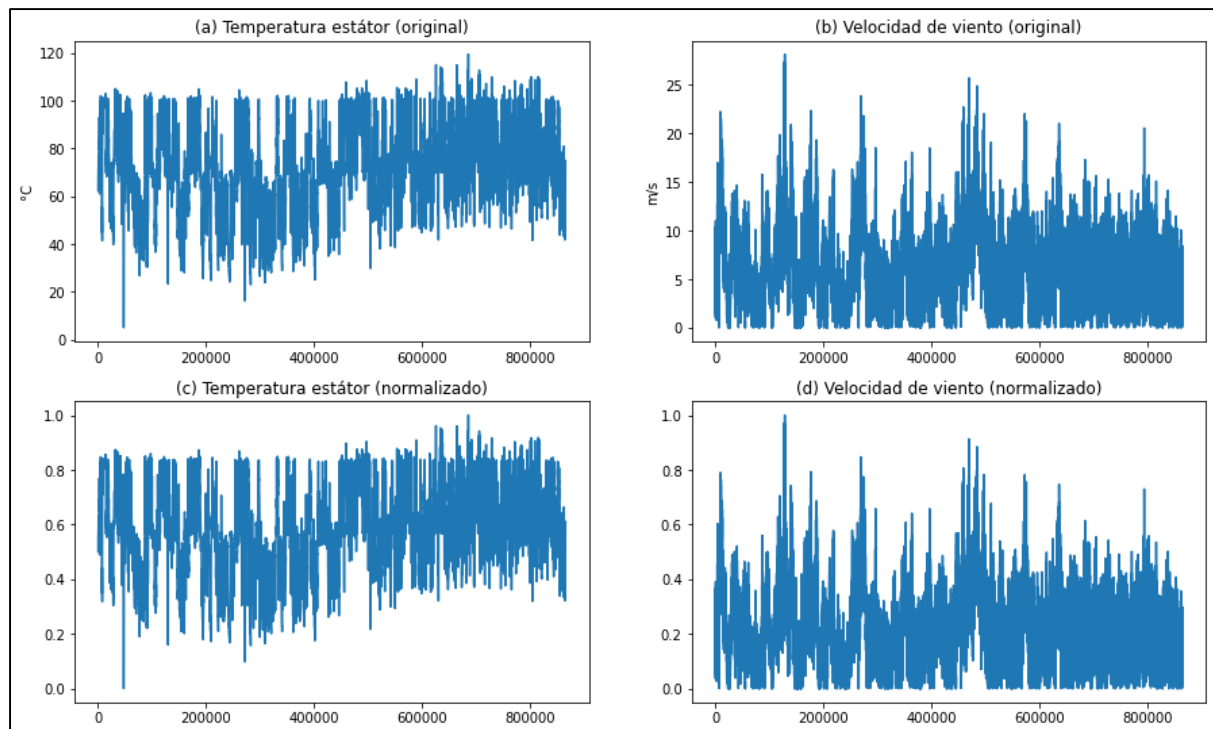 (a) Temperatura estátor (original)
120
100
80
60
40
20
0
°C
0 200000 400000 600000 800000
(b) Velocidad de viento (original)
25
20
15
10
5
0
m/s
0 200000 400000 600000 800000
(c) Temperatura estátor (normalizado)
1.0
0.8
0.6
0.4
0.2
0.0
0 200000 400000 600000 800000
(d) Velocidad de viento (normalizado)
1.0
0.8
0.6
0.4
0.2
0.0
0 200000 400000 600000 800000